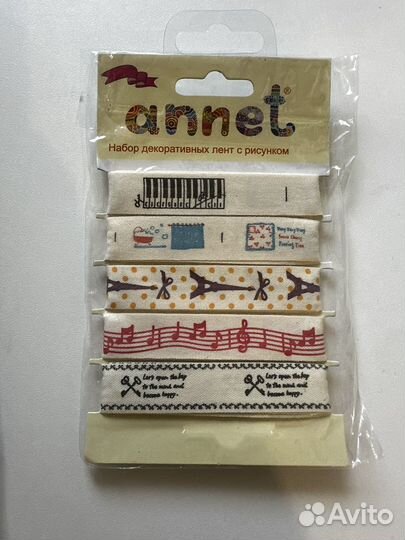 annet®
Набор декоративных лент с рисунком
Let's open the key
to the mind and
become happy.
Let's open the key
to the mind and
become happy.
Avito